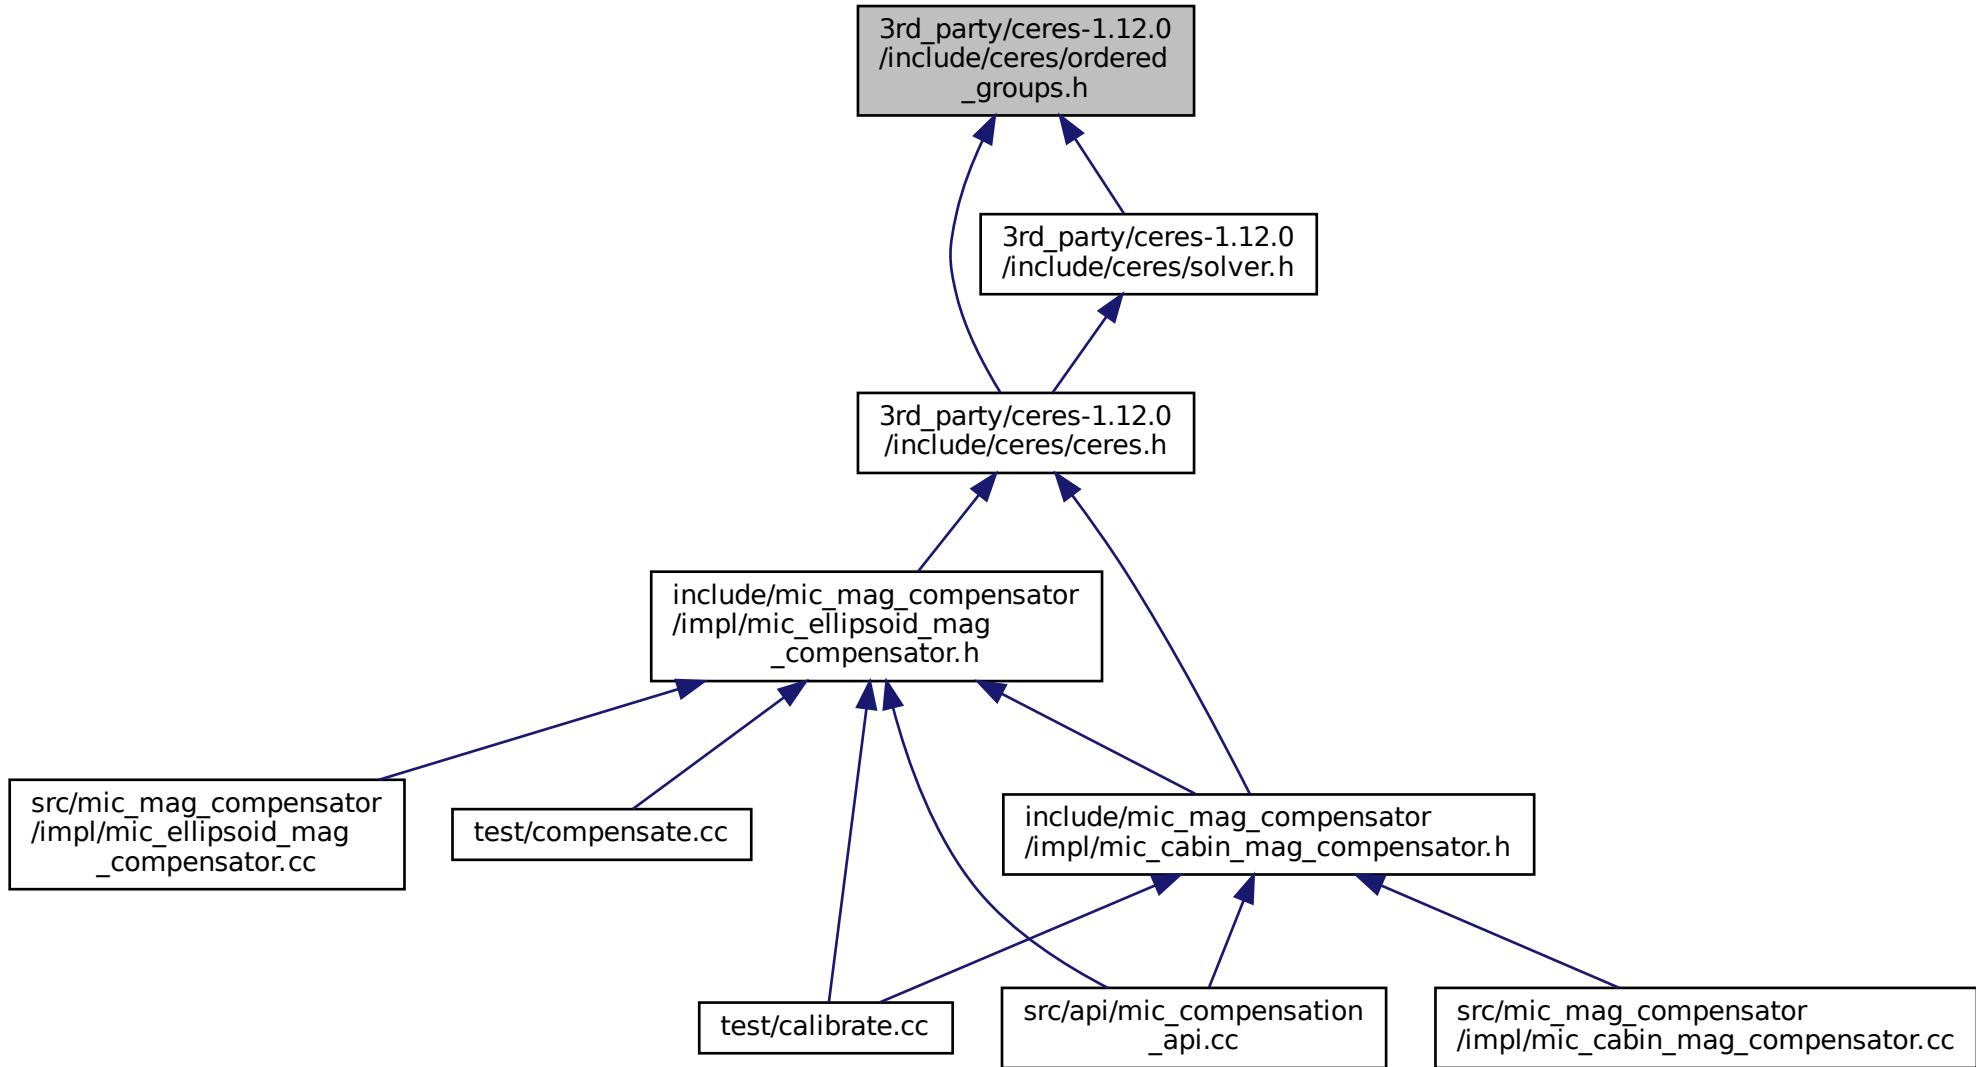 3rd_party/ceres-1.12.0
/include/ceres/ordered
_groups.h
3rd_party/ceres-1.12.0
/include/ceres/solver.h
3rd_party/ceres-1.12.0
/include/ceres/ceres.h
include/mic_mag_compensator
/impl/mic_ellipsoid_mag
_compensator.h
src/mic_mag_compensator
/impl/mic_ellipsoid_mag
_compensator.cc
test/compensate.cc
include/mic_mag_compensator
/impl/mic_cabin_mag_compensator.h
test/calibrate.cc
src/api/mic_compensation
_api.cc
src/mic_mag_compensator
/impl/mic_cabin_mag_compensator.cc